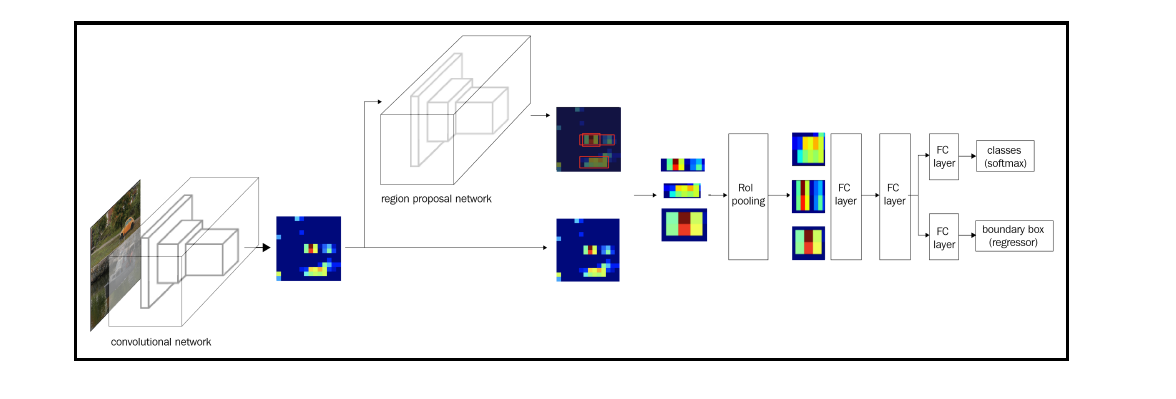 region proposal network
convolutional network
RoI
pooling
FC
layer
FC
layer
FC
layer
classes
(softmax)
FC
layer
boundary box
(regressor)